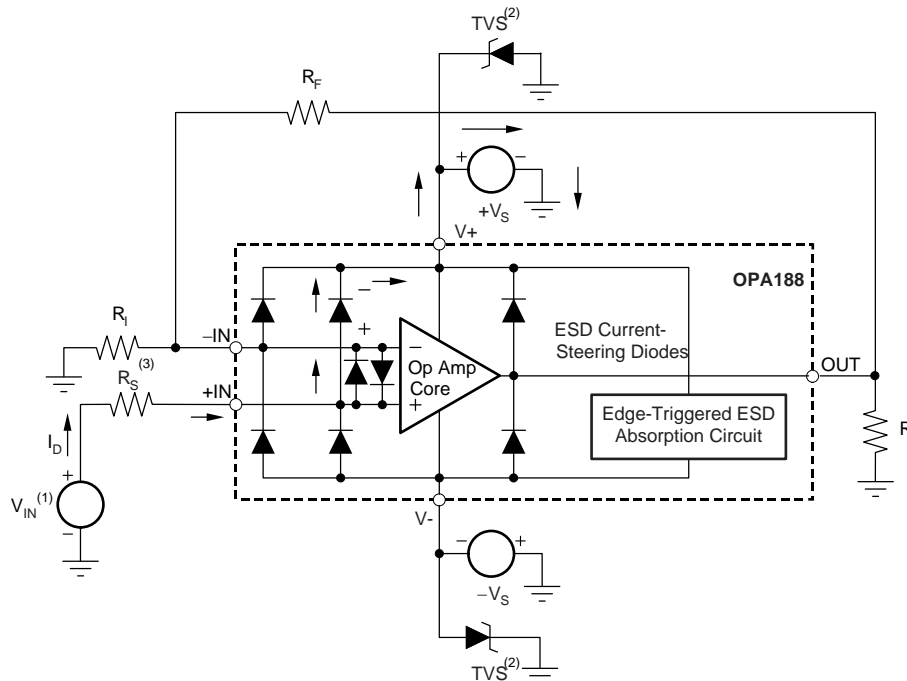 TVS(2)
RF
+ −
+VS
V+
OPA188
−
RI
−IN
+
−
ESD Current-
Steering Diodes
(3)
RS
+IN
Op Amp
Core
+
OUT
Edge-Triggered ESD
Absorption Circuit
R
ID
+
VIN(1)
−
V-
− +
−VS
TVS(2)